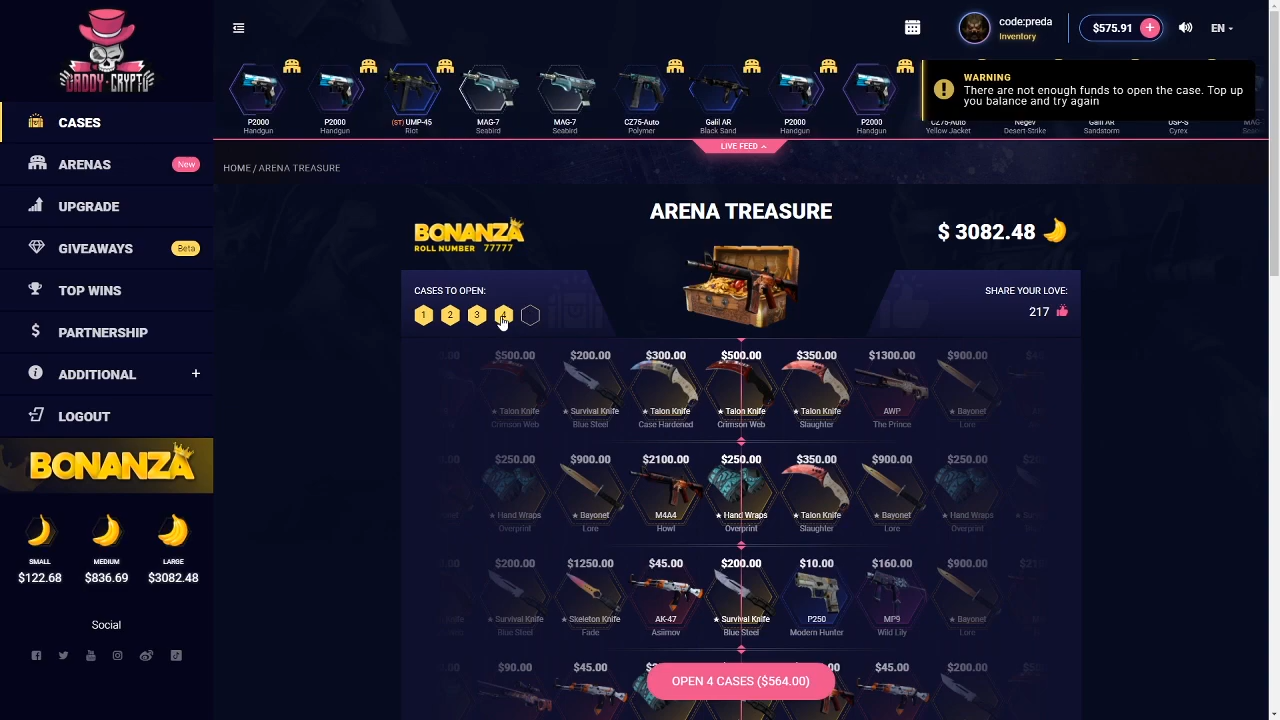 DADDY-CRYPTO
CASES
ARENAS New
UPGRADE
GIVEAWAYS Beta
TOP WINS
PARTNERSHIP
ADDITIONAL +
LOGOUT
BONANZA
SMALL MEDIUM LARGE
$122.68 $836.69 $3082.48
Social
code:preda
Inventory
$575.91 +
EN
P2000 P2000 (ST) UMP-45 MAG-7 MAG-7 CZ75-Auto Galil AR P2000 P2000 CZ75-Auto Negev Galil AR USP-S MAG-7
Handgun Handgun Riot Seabird Seabird Polymer Black Sand Handgun Handgun Yellow Jacket Desert-Strike Sandstorm Cyrex
WARNING
There are not enough funds to open the case. Top up
you balance and try again
LIVE FEED
HOME / ARENA TREASURE
BONANZA
ROLL NUMBER 77777
ARENA TREASURE
$ 3082.48
CASES TO OPEN:
1 2 3 4
SHARE YOUR LOVE:
217
$500.00 $200.00 $300.00 $500.00 $350.00 $1300.00 $900.00
★ Talon Knife ★ Survival Knife ★ Talon Knife ★ Talon Knife ★ Talon Knife AWP ★ Bayonet
Crimson Web Blue Steel Case Hardened Crimson Web Slaughter The Prince Lore
$250.00 $900.00 $2100.00 $250.00 $350.00 $900.00 $250.00
★ Hand Wraps ★ Bayonet M4A4 ★ Hand Wraps ★ Talon Knife ★ Bayonet ★ Hand Wraps
Overprint Lore Howl Overprint Slaughter Lore Overprint
$200.00 $1250.00 $45.00 $200.00 $10.00 $160.00 $900.00
★ Survival Knife ★ Skeleton Knife AK-47 ★ Survival Knife P250 MP9 ★ Bayonet
Blue Steel Fade Asiimov Blue Steel Modern Hunter Wild Lily Lore
$90.00 $45.00 $45.00 $200.00
OPEN 4 CASES ($564.00)